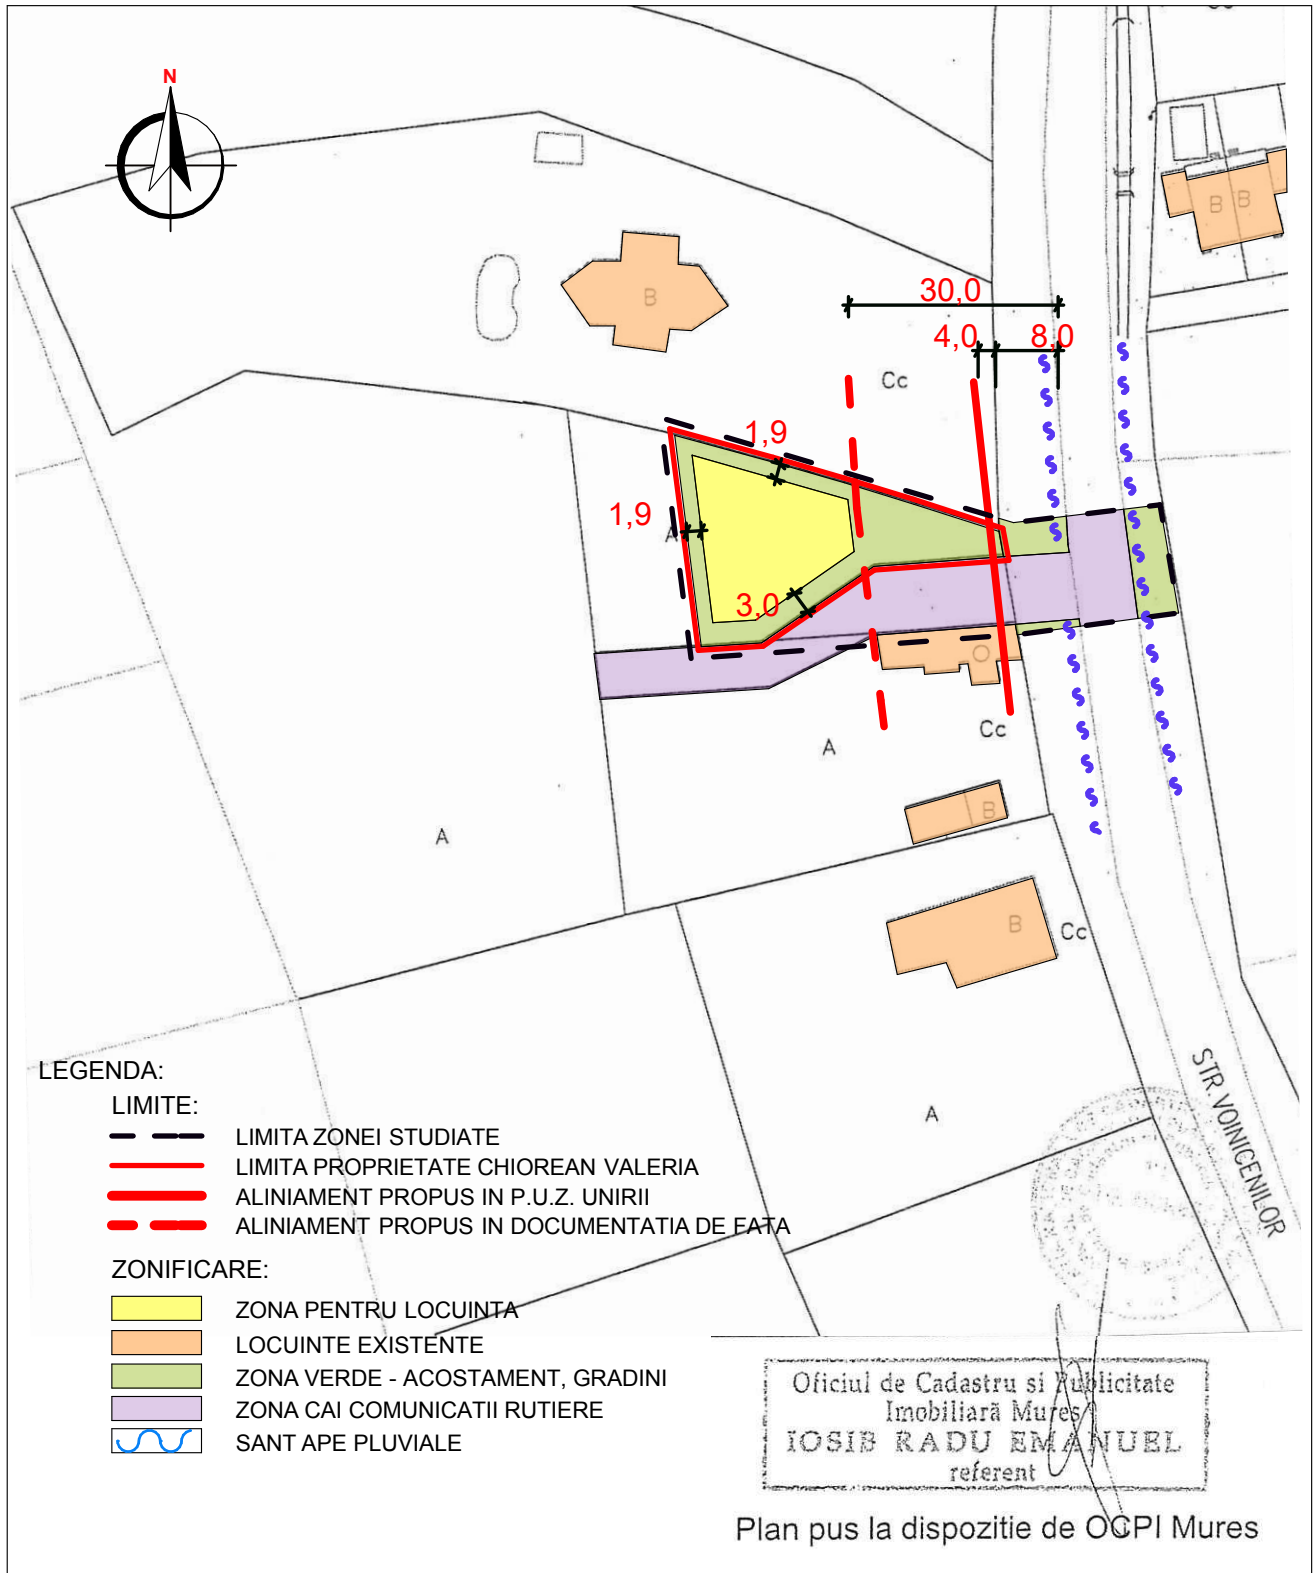 N
B
B B
30,0
4,0 8,0
Cc
1,9
1,9
A
3,0
O
Cc
A
B
A
B
Cc
STR. VOINICENILOR
A
LEGENDA:
LIMITE:
LIMITA ZONEI STUDIATE
LIMITA PROPRIETATE CHIOREAN VALERIA
ALINIAMENT PROPUS IN P.U.Z. UNIRII
ALINIAMENT PROPUS IN DOCUMENTATIA DE FATA
ZONIFICARE:
ZONA PENTRU LOCUINTA
LOCUINTE EXISTENTE
ZONA VERDE - ACOSTAMENT, GRADINI
ZONA CAI COMUNICATII RUTIERE
SANT APE PLUVIALE
Oficiul de Cadastru si Publicitate
Imobiliară Mureș
IOSIB RADU EMANUEL
referent
Plan pus la dispozitie de OCPI Mures